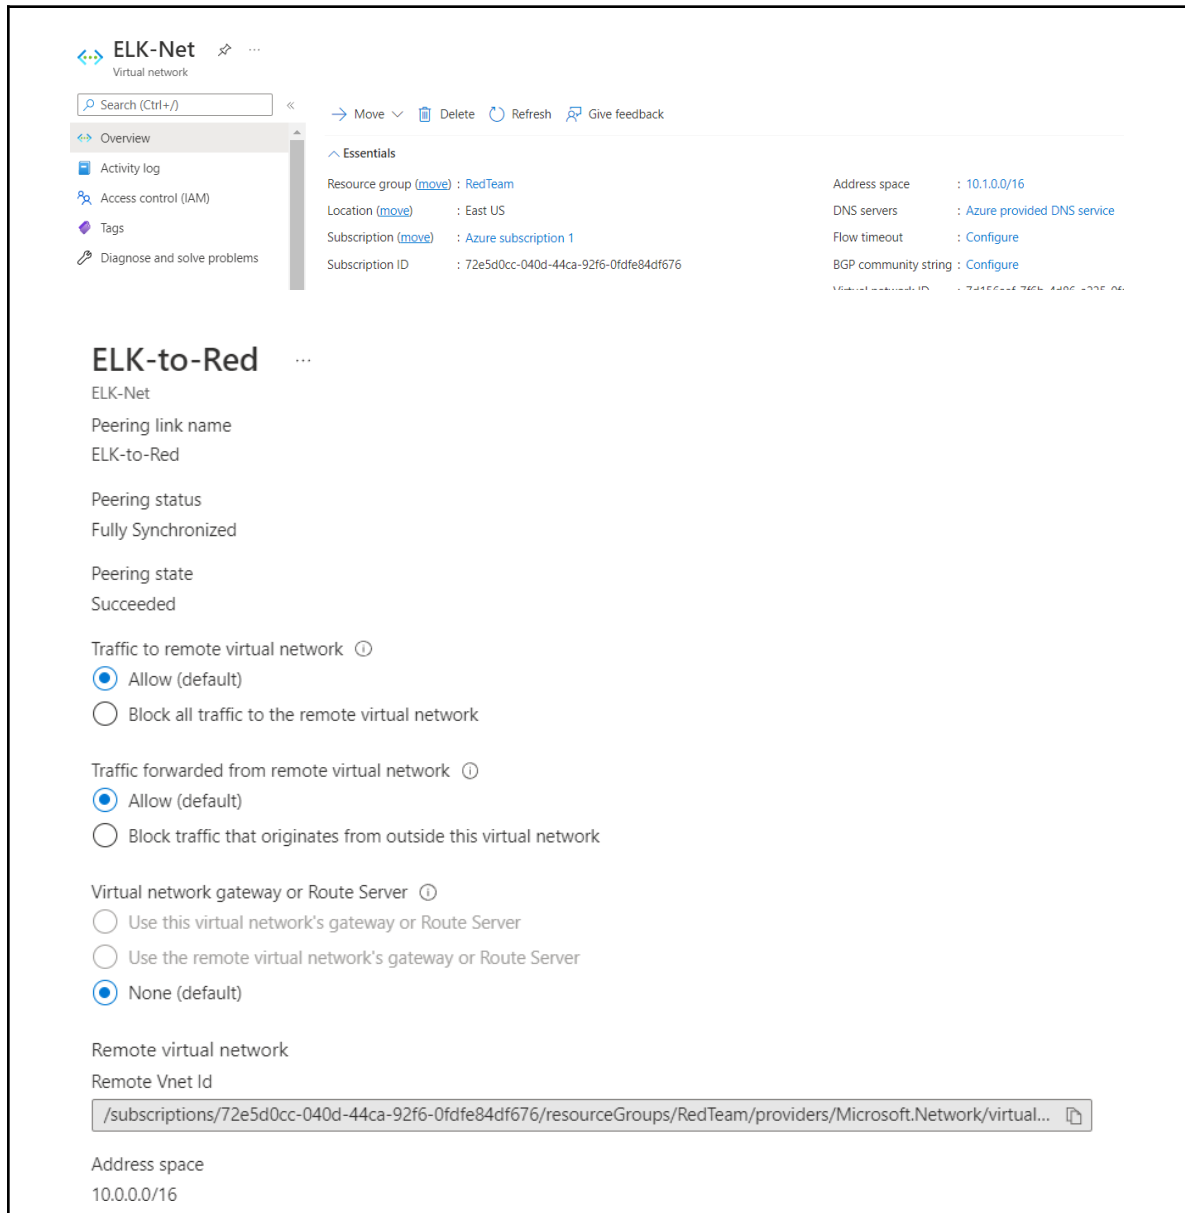 ELK-Net
Virtual network
Search (Ctrl+/)
«
Move
Delete
Refresh
Give feedback
Overview
Activity log
Access control (IAM)
Tags
Diagnose and solve problems
Essentials
Resource group (move) : RedTeam
Location (move) : East US
Subscription (move) : Azure subscription 1
Subscription ID : 72e5d0cc-040d-44ca-92f6-0fdfe84df676
Address space : 10.1.0.0/16
DNS servers : Azure provided DNS service
Flow timeout : Configure
BGP community string : Configure
Virtual network ID :
ELK-to-Red ...
ELK-Net
Peering link name
ELK-to-Red
Peering status
Fully Synchronized
Peering state
Succeeded
Traffic to remote virtual network
Allow (default)
Block all traffic to the remote virtual network
Traffic forwarded from remote virtual network
Allow (default)
Block traffic that originates from outside this virtual network
Virtual network gateway or Route Server
Use this virtual network's gateway or Route Server
Use the remote virtual network's gateway or Route Server
None (default)
Remote virtual network
Remote Vnet Id
/subscriptions/72e5d0cc-040d-44ca-92f6-0fdfe84df676/resourceGroups/RedTeam/providers/Microsoft.Network/virtual...
Address space
10.0.0.0/16